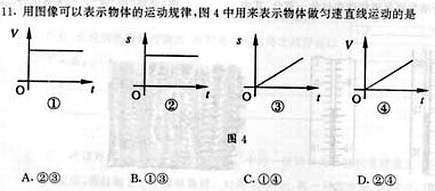 11. 用图像可以表示物体的运动规律,图 4 中用来表示物体做匀速直线运动的是
V S S V
O t O t O t O t
① ② ③ ④
图 4
A. ②③ B. ①③ C. ①④ D. ②④